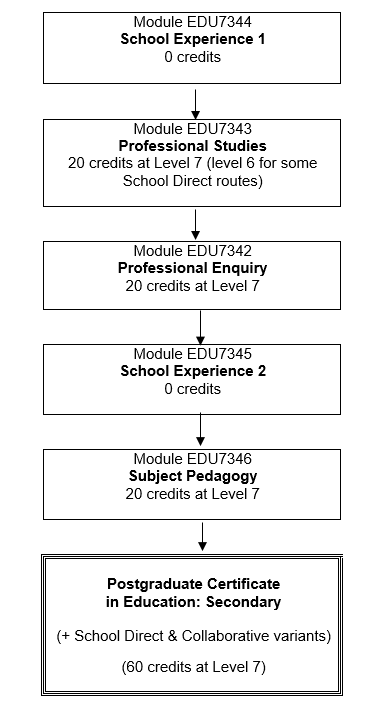 Module EDU7344
School Experience 1
0 credits
Module EDU7343
Professional Studies
20 credits at Level 7 (level 6 for some
School Direct routes)
Module EDU7342
Professional Enquiry
20 credits at Level 7
Module EDU7345
School Experience 2
0 credits
Module EDU7346
Subject Pedagogy
20 credits at Level 7
Postgraduate Certificate
in Education: Secondary
(+ School Direct & Collaborative variants)
(60 credits at Level 7)